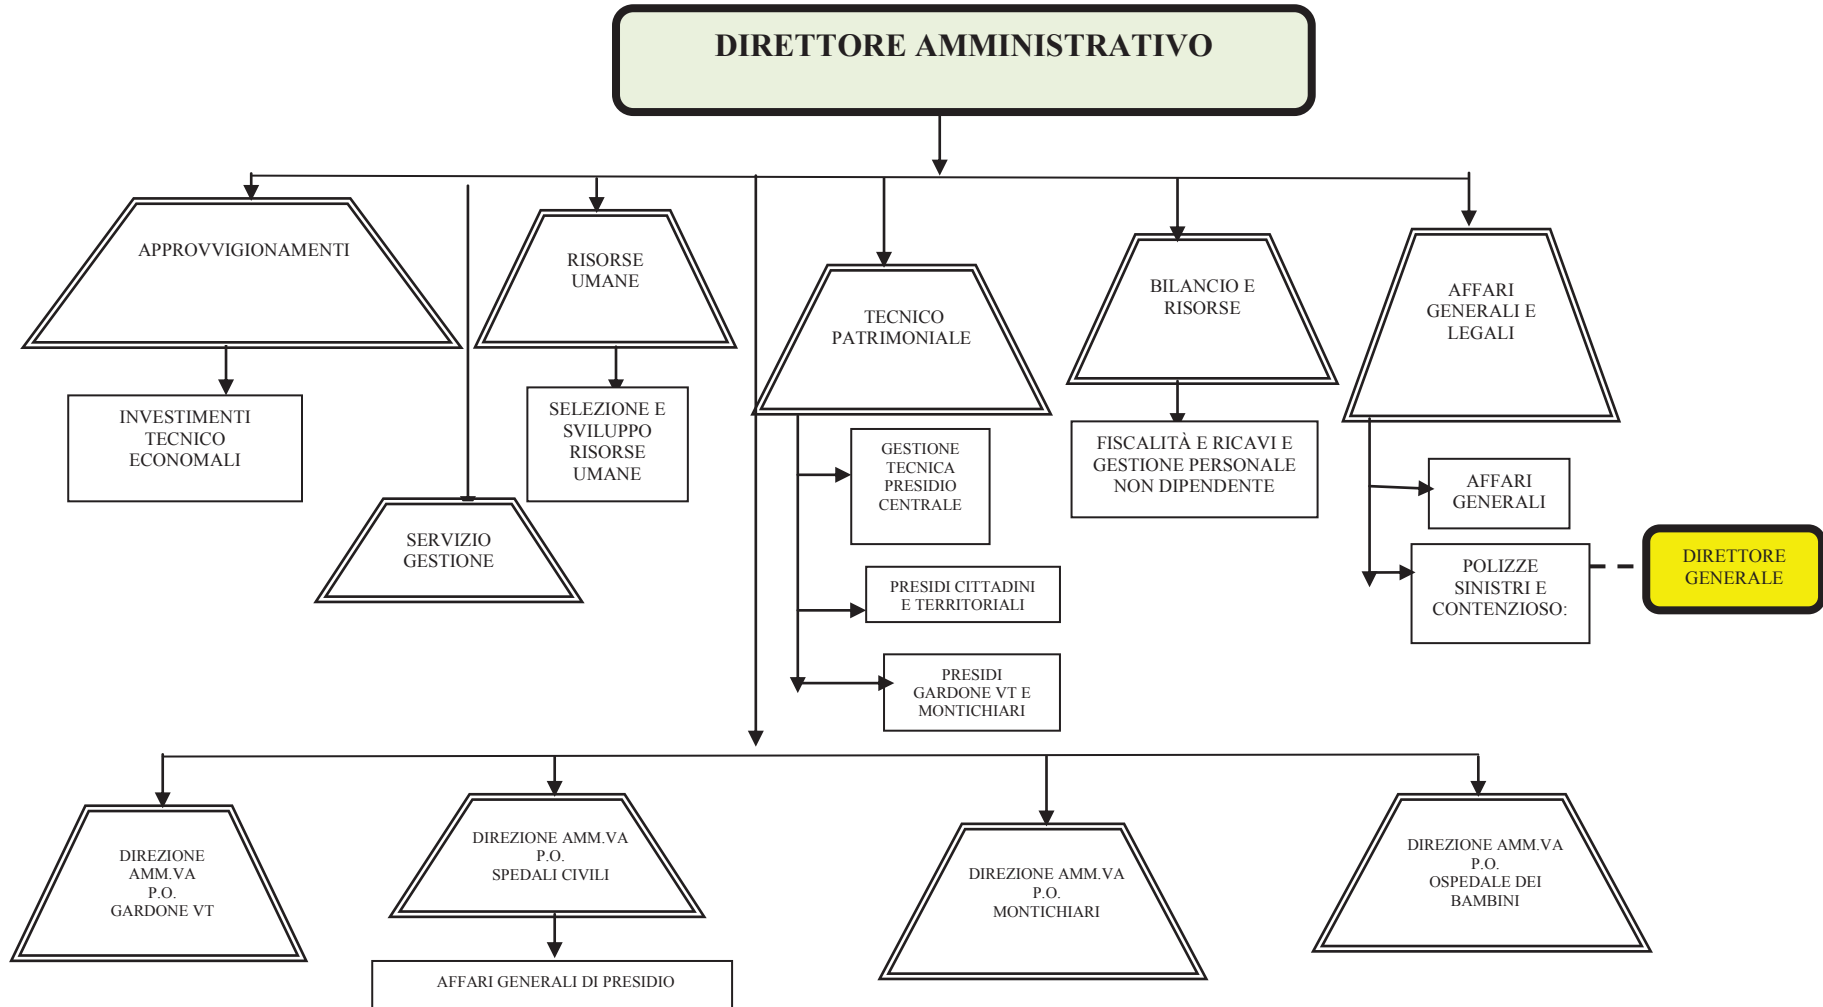 DIRETTORE AMMINISTRATIVO
APPROVVIGIONAMENTI
RISORSE
UMANE
TECNICO
PATRIMONIALE
BILANCIO E
RISORSE
AFFARI
GENERALI E
LEGALI
INVESTIMENTI
TECNICO
ECONOMALI
SERVIZIO
GESTIONE
SELEZIONE E
SVILUPPO
RISORSE
UMANE
GESTIONE
TECNICA
PRESIDIO
CENTRALE
PRESIDI CITTADINI
E TERRITORIALI
PRESIDI
GARDONE VT E
MONTICHIARI
FISCALITÀ E RICAVI E
GESTIONE PERSONALE
NON DIPENDENTE
AFFARI
GENERALI
POLIZZE
SINISTRI E
CONTENZIOSO:
DIRETTORE
GENERALE
DIREZIONE
AMM.VA
P.O.
GARDONE VT
DIREZIONE AMM.VA
P.O.
SPEDALI CIVILI
DIREZIONE AMM.VA
P.O.
MONTICHIARI
DIREZIONE AMM.VA
P.O.
OSPEDALE DEI
BAMBINI
AFFARI GENERALI DI PRESIDIO